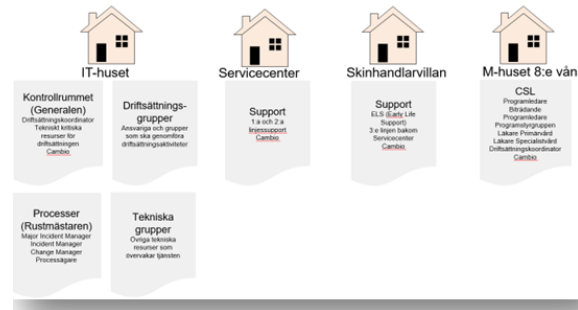 IT-huset
Servicecenter
Skinhandlarvillan
M-huset 8:e vån
Kontrollrummet
(Generalen)
Driftsättningskoordinator
Tekniskt kritiska
resurser för
driftsättningen
Cambio
Driftsättnings-
grupper
Ansvariga och grupper
som ska genomföra
driftsättningsaktiviteter
Support
1:a och 2:a
linjessupport
Cambio
Support
ELS (Early Life
Support)
3:e linjen bakom
Servicecenter
Cambio
CSL
Programledare
Biträdande
Programledare
Programstyrgruppen
Läkare Primärvård
Läkare Specialistvård
Driftsättningskoordinator
Cambio
Processer
(Rustmästaren)
Major Incident Manager
Incident Manager
Change Manager
Processägare
Tekniska
grupper
Övriga tekniska
resurser som
övervakar tjänsten